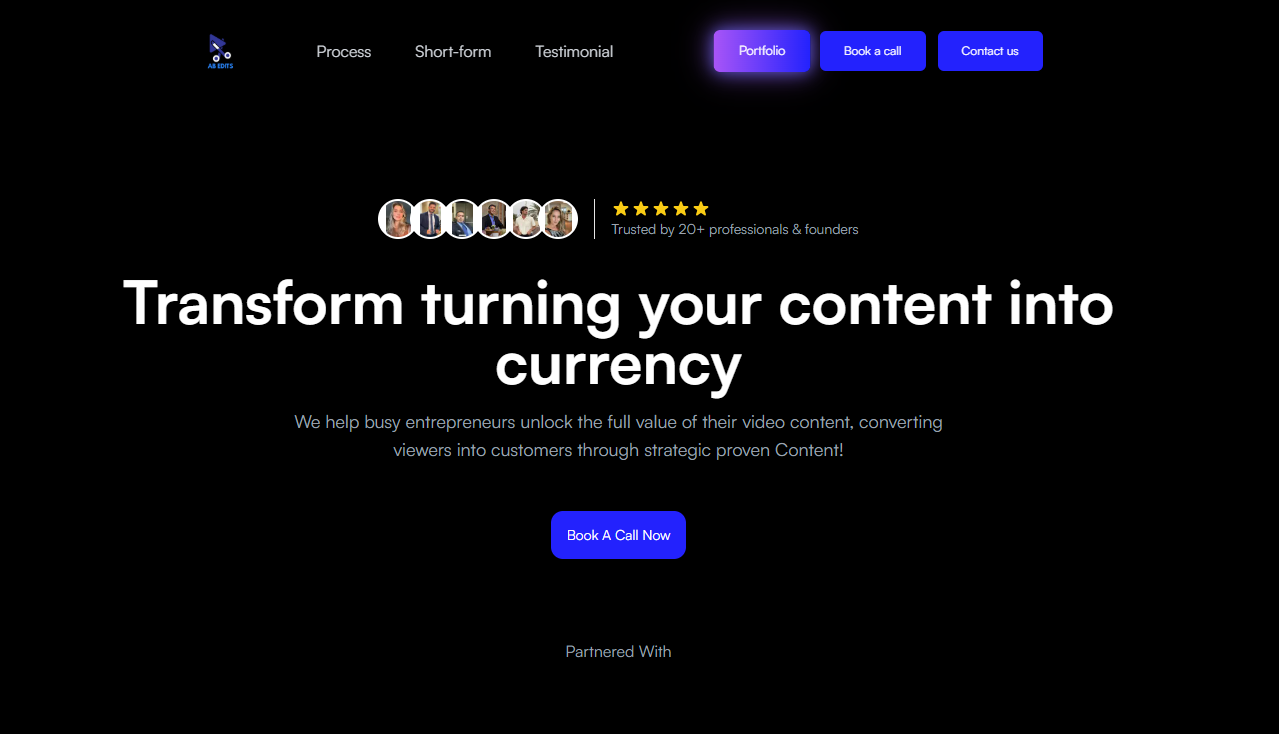 AB EDITS
Process Short-form Testimonial Portfolio Book a call Contact us
Trusted by 20+ professionals & founders
Transform turning your content into
currency
We help busy entrepreneurs unlock the full value of their video content, converting
viewers into customers through strategic proven Content!
Book A Call Now
Partnered With